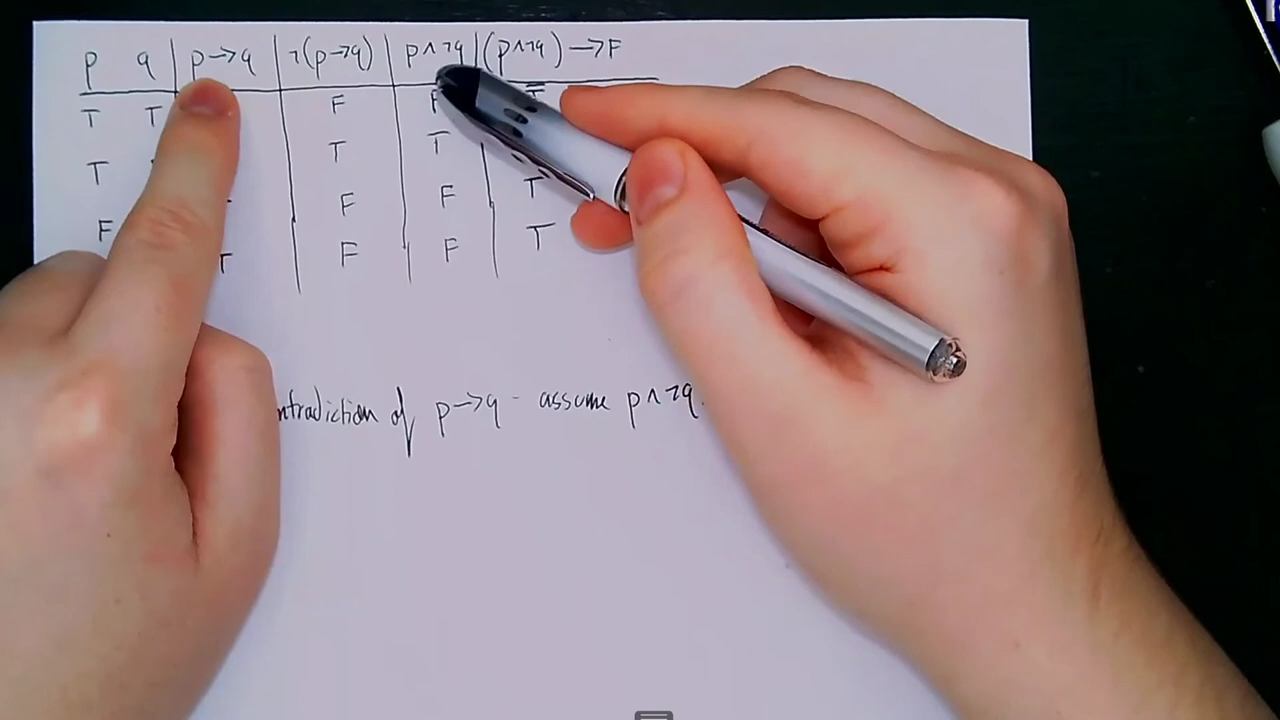 p q p→q ¬(p→q) p∧¬q (p∧¬q)→F
T T F F T
T T T
F F T
T F F T
ntradiction of p→q - assume p∧¬q.